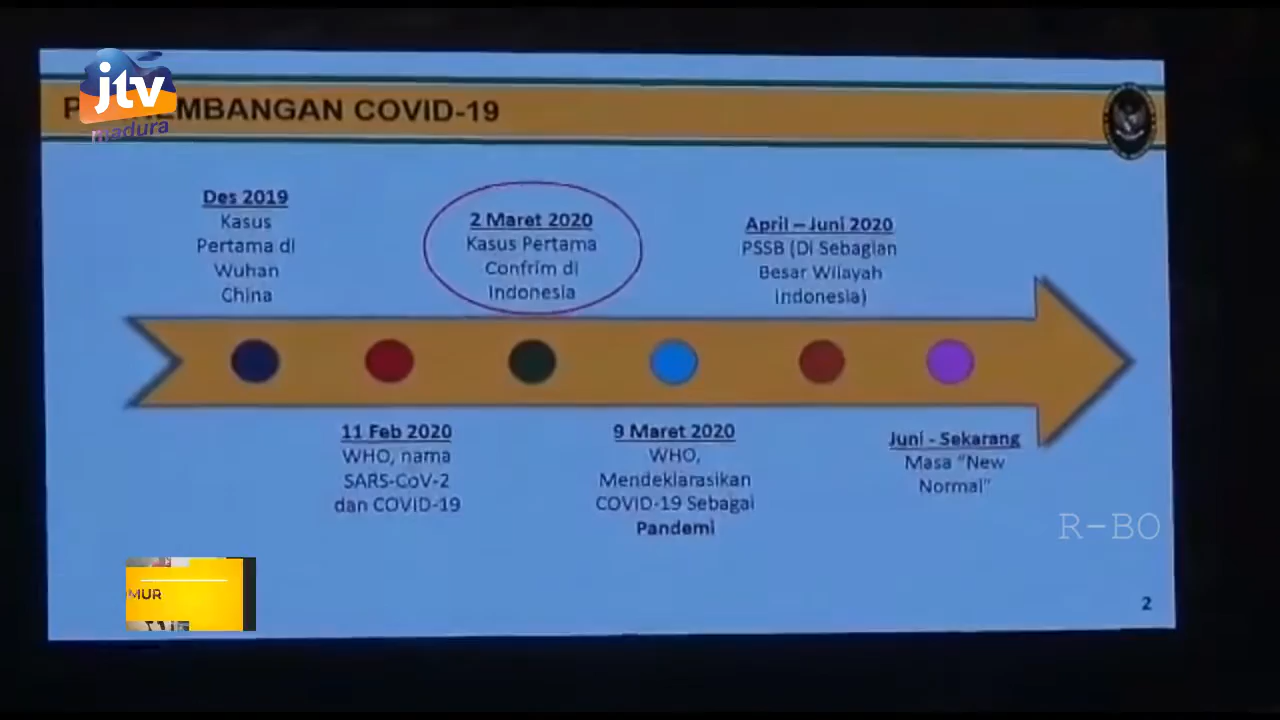 jtv
madura
EMBANGAN COVID-19
Des 2019
Kasus
Pertama di
Wuhan
China
2 Maret 2020
Kasus Pertama
Confrim di
Indonesia
April – Juni 2020
PSSB (Di Sebagian
Besar Wilayah
Indonesia)
11 Feb 2020
WHO, nama
SARS-CoV-2
dan COVID-19
9 Maret 2020
WHO,
Mendeklarasikan
COVID-19 Sebagai
Pandemi
Juni - Sekarang
Masa "New
Normal"
R-BO
MUR
2